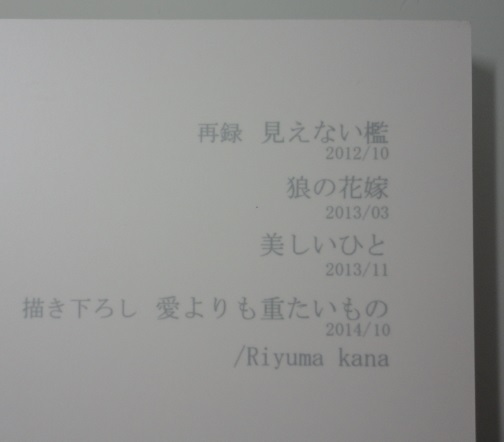 再録 見えない檻
2012/10
狼の花嫁
2013/03
美しいひと
2013/11
描き下ろし 愛よりも重たいもの
2014/10
/Riyuma kana